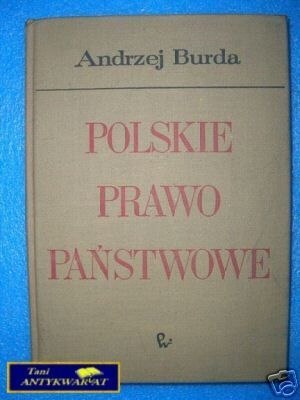 Andrzej Burda
POLSKIE
PRAWO
PAŃSTWOWE
Tani
ANTYKWARIAT